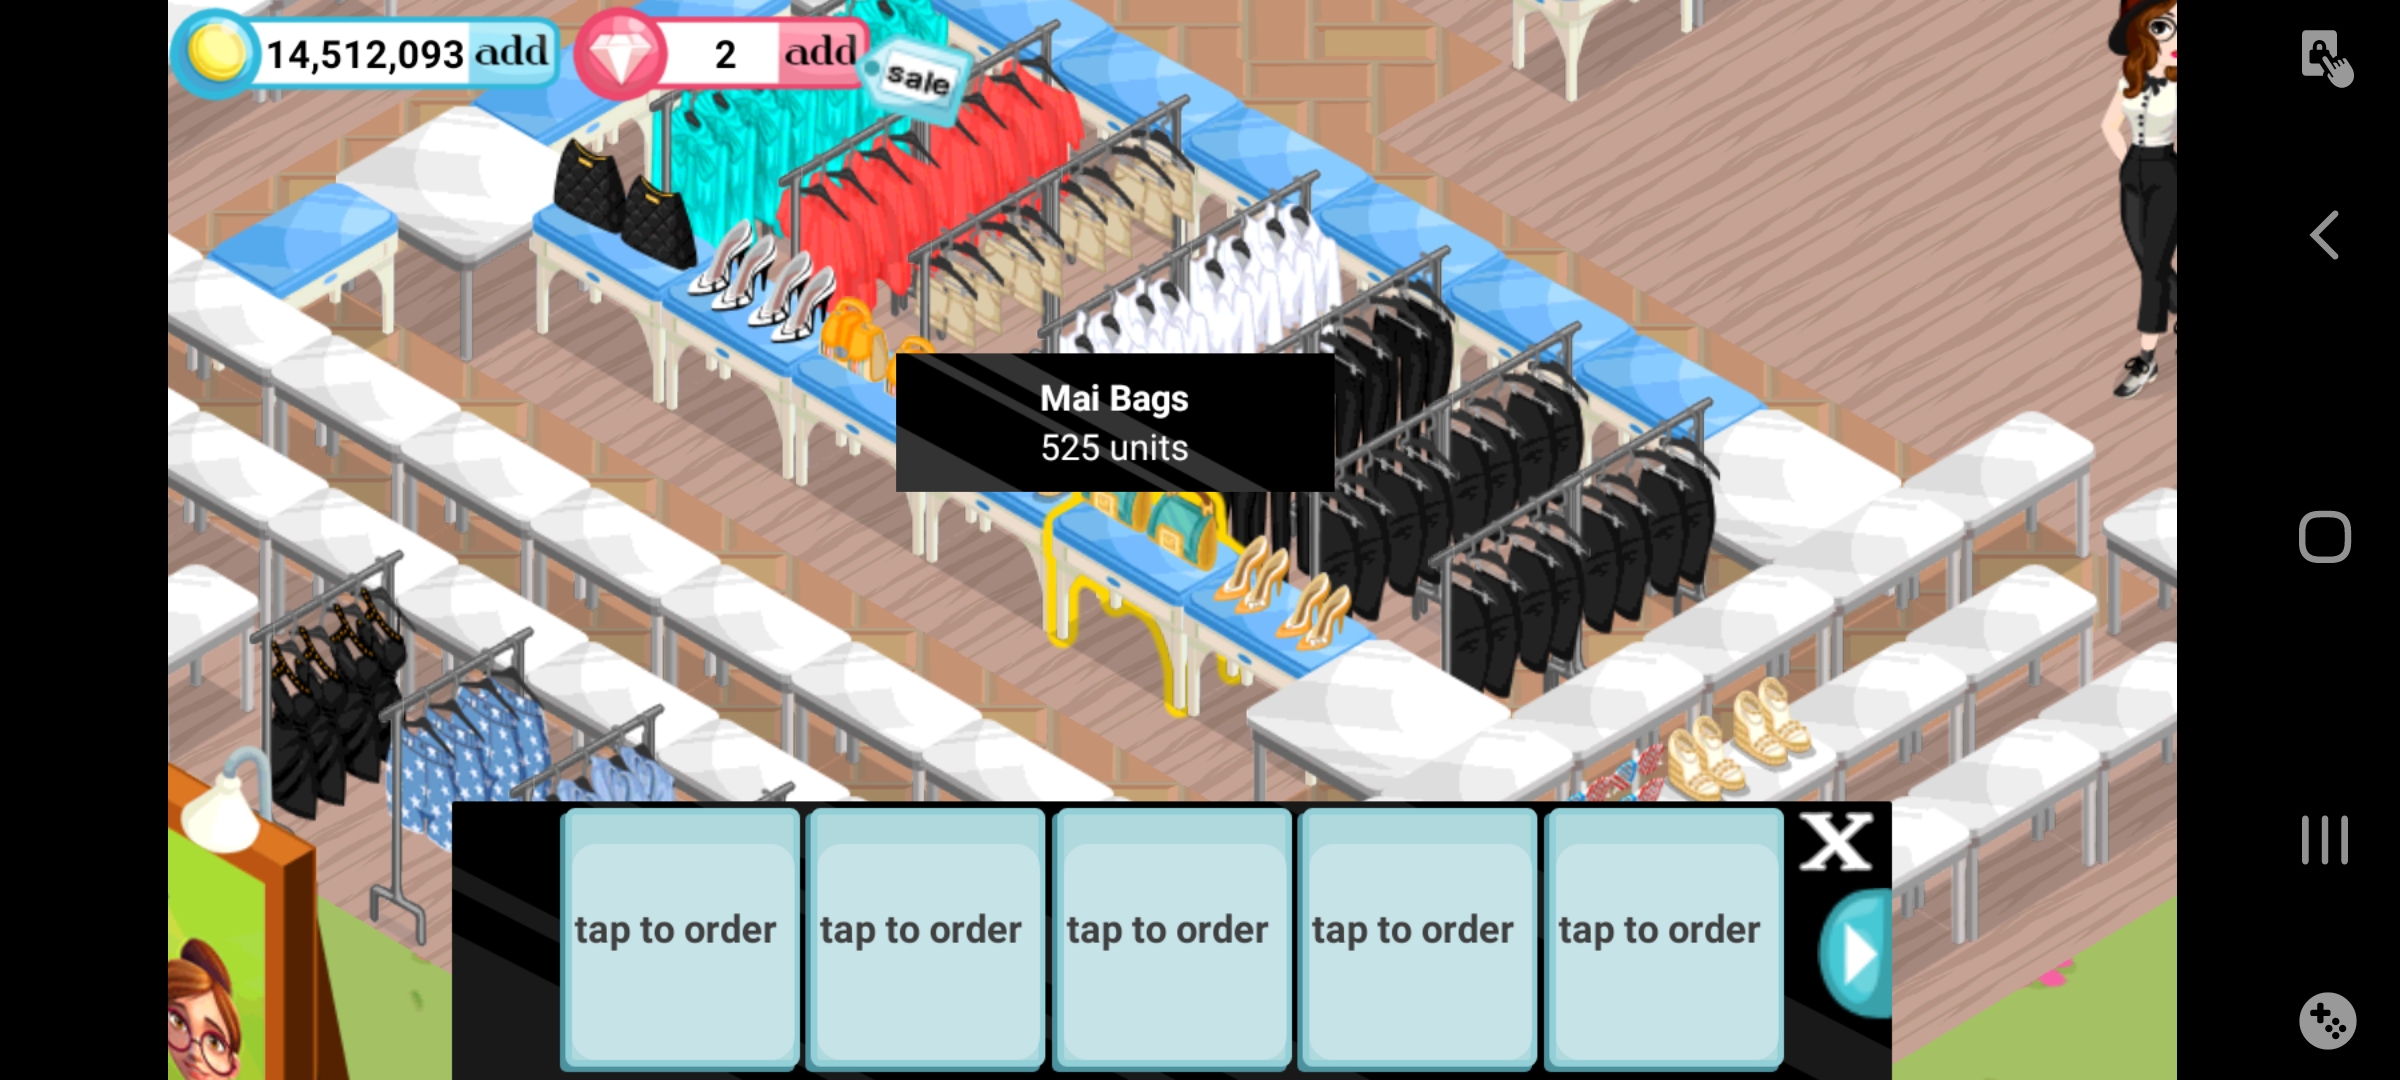 14,512,093 add
2 add
sale
Mai Bags
525 units
X
tap to order
tap to order
tap to order
tap to order
tap to order